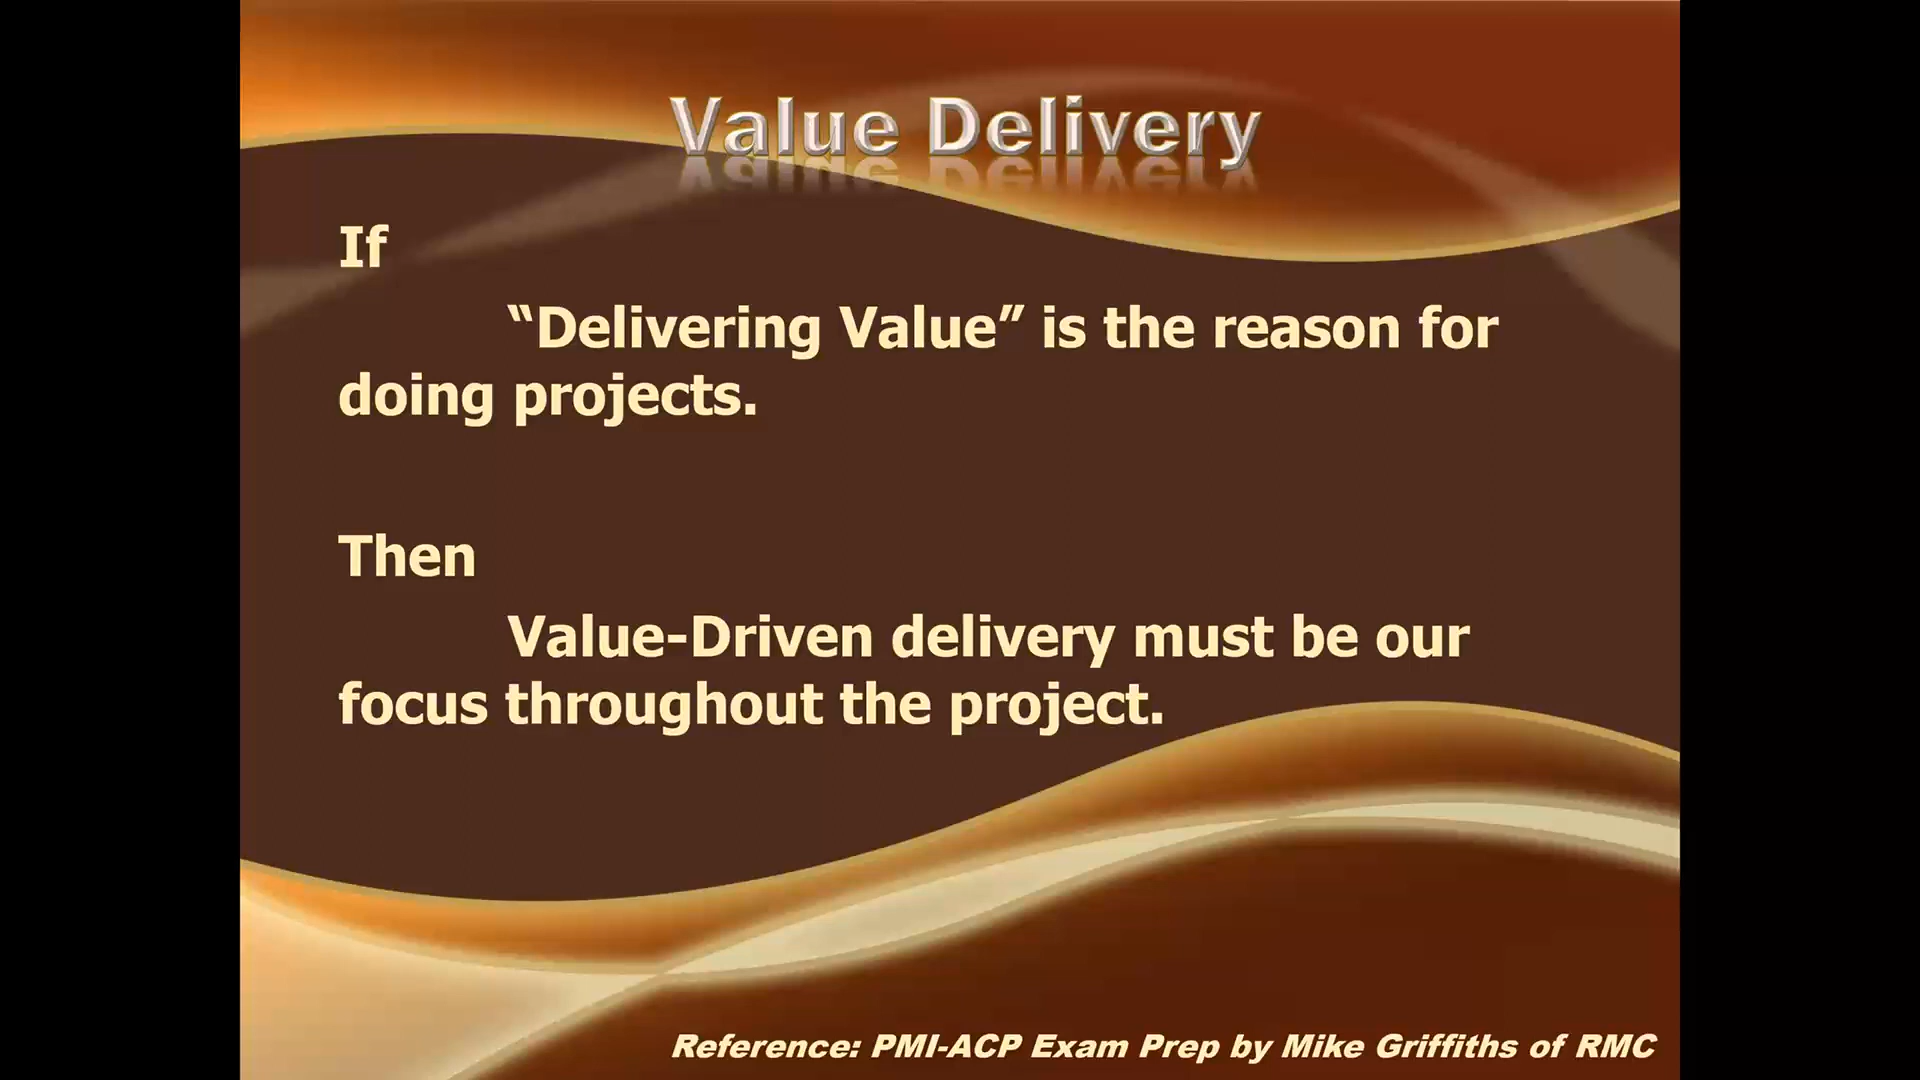 Value Delivery
If
“Delivering Value” is the reason for
doing projects.
Then
Value-Driven delivery must be our
focus throughout the project.
Reference: PMI-ACP Exam Prep by Mike Griffiths of RMC